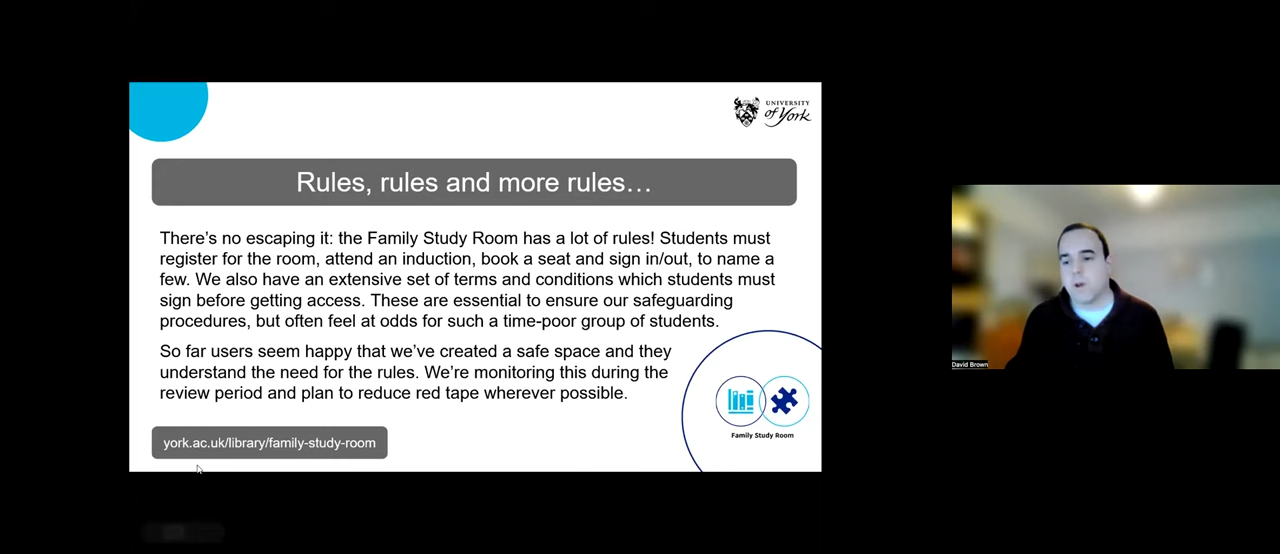 UNIVERSITY
of York
Rules, rules and more rules…
There's no escaping it: the Family Study Room has a lot of rules! Students must
register for the room, attend an induction, book a seat and sign in/out, to name a
few. We also have an extensive set of terms and conditions which students must
sign before getting access. These are essential to ensure our safeguarding
procedures, but often feel at odds for such a time-poor group of students.
So far users seem happy that we've created a safe space and they
understand the need for the rules. We're monitoring this during the
review period and plan to reduce red tape wherever possible.
Family Study Room
york.ac.uk/library/family-study-room
David Brown